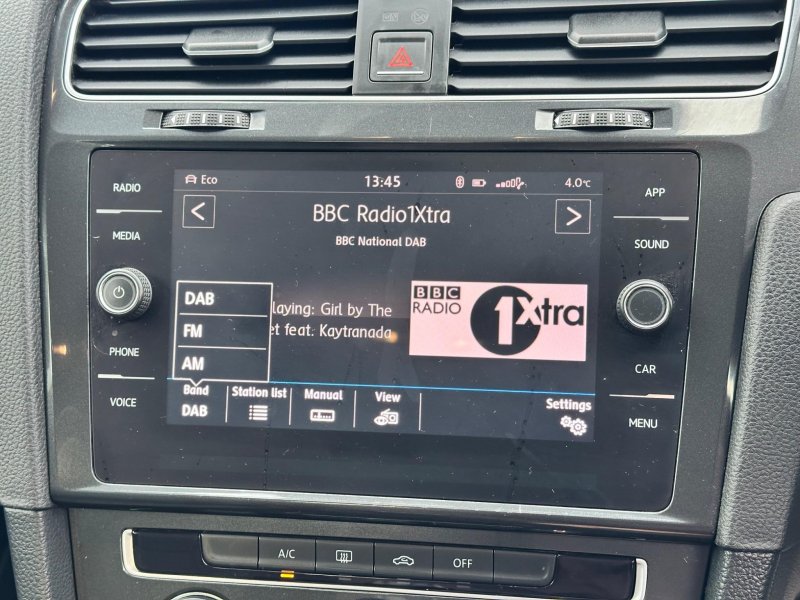 RADIO
MEDIA
PHONE
VOICE
Eco
13:45
4.0°C
BBC Radio1Xtra
BBC National DAB
laying: Girl by The
et feat. Kaytranada
BBC
RADIO
1Xtra
DAB
FM
AM
Band
DAB
Station list
Manual
View
Settings
APP
SOUND
CAR
MENU
A/C
OFF